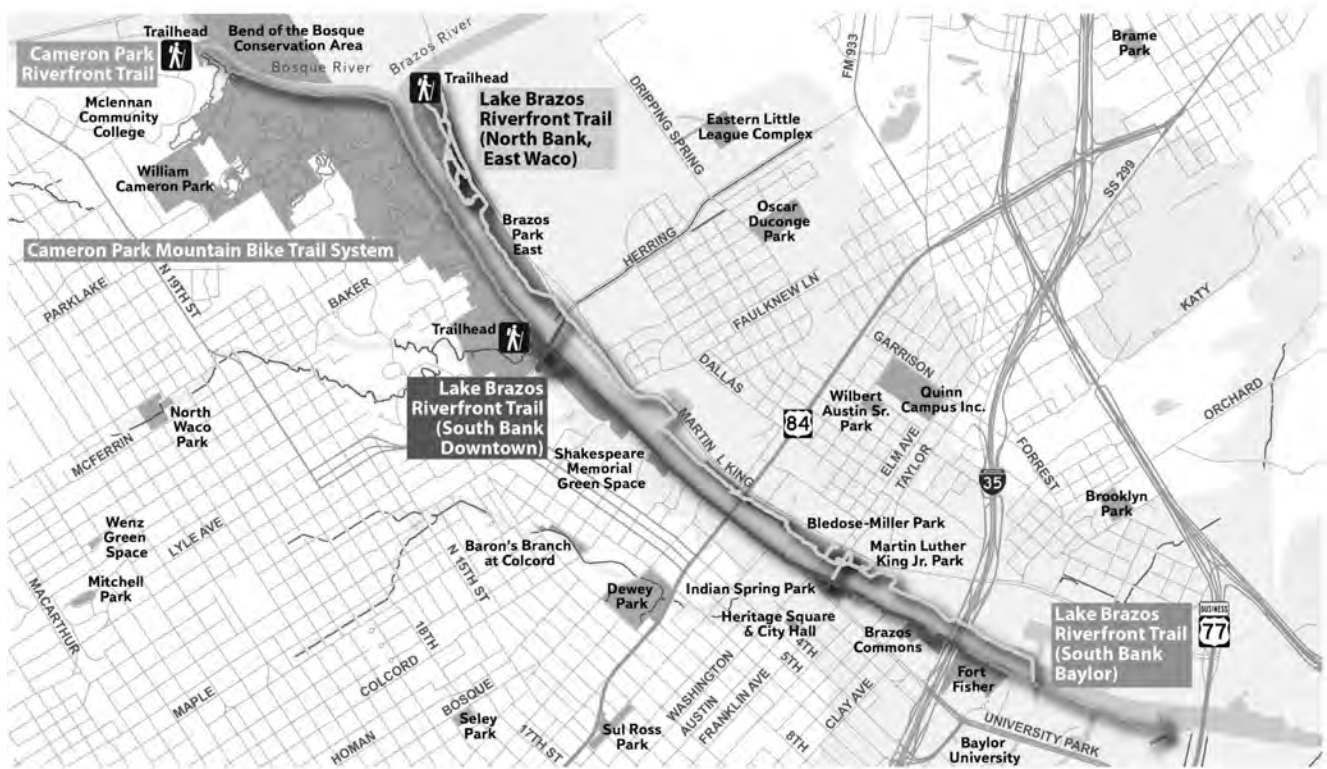 Trailhead
Cameron Park
Riverfront Trail
Bend of the Bosque
Conservation Area
Bosque River
Brazos River
Mclennan
Community
College
William
Cameron Park
Trailhead
Lake Brazos
Riverfront Trail
(North Bank,
East Waco)
DRIPPING SPRING
FM 933
Brame
Park
Eastern Little
League Complex
SS 299
Brazos
Park
East
Oscar
Duconge
Park
HERRING
Cameron Park Mountain Bike Trail System
PARKLAKE
N 19TH ST
BAKER
FAULKNEW LN
KATY
Trailhead
Lake Brazos
Riverfront Trail
(South Bank
Downtown)
DALLAS
GARRISON
Quinn
Campus Inc.
Wilbert
Austin Sr.
Park
ORCHARD
North
Waco
Park
MCFERRIN
84
MARTIN L KING
ELM AVE
TAYLOR
FORREST
Shakespeare
Memorial
Green Space
35
Brooklyn
Park
Wenz
Green
Space
LYLE AVE
Bledose-Miller Park
Martin Luther
King Jr. Park
Baron's Branch
at Colcord
N 15TH ST
Mitchell
Park
MACARTHUR
Dewey
Park
Indian Spring Park
Heritage Square
& City Hall
Brazos
Commons
Lake Brazos
Riverfront Trail
(South Bank
Baylor)
BUSINESS
77
18TH
COLCORD
MAPLE
4TH
5TH
WASHINGTON
AUSTIN
FRANKLIN AVE
CLAY AVE
Fort
Fisher
BOSQUE
HOMAN
Seley
Park
17TH ST
Sul Ross
Park
8TH
UNIVERSITY PARK
Baylor
University